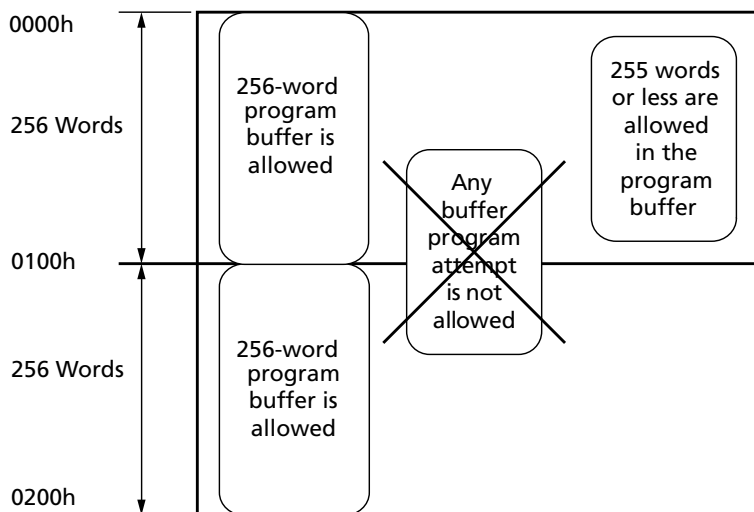 0000h
256 Words
0100h
256 Words
0200h
256-word
program
buffer is
allowed
256-word
program
buffer is
allowed
Any
buffer
program
attempt
is not
allowed
255 words
or less are
allowed
in the
program
buffer